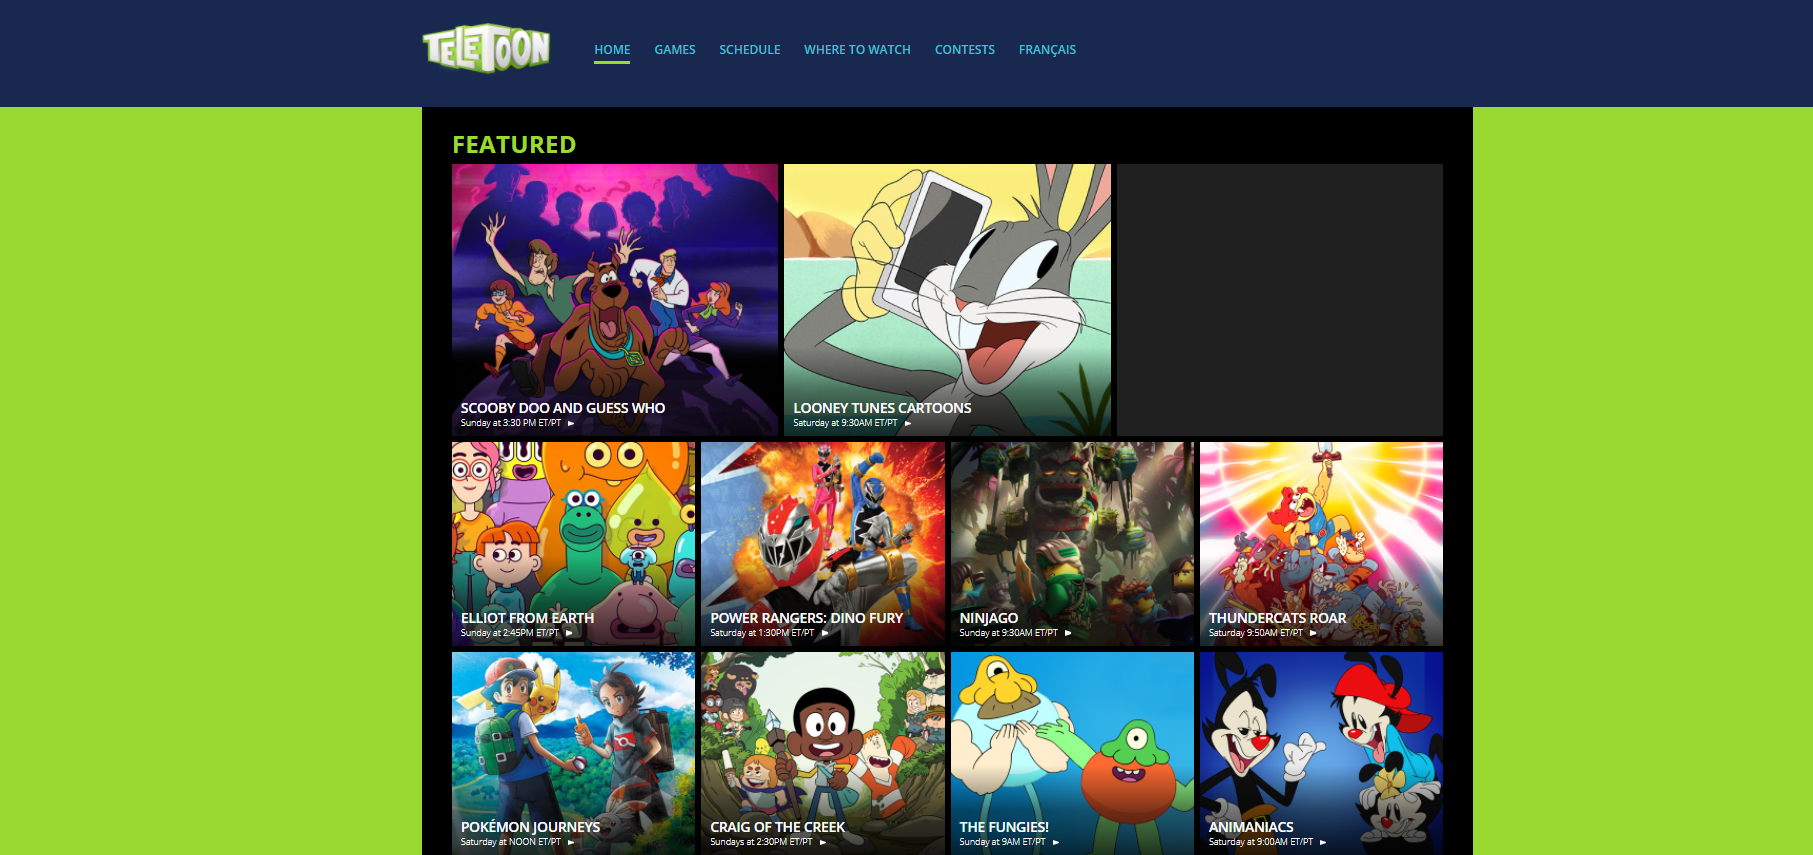 TELETOON
HOME
GAMES
SCHEDULE
WHERE TO WATCH
CONTESTS
FRANÇAIS
FEATURED
SCOOBY DOO AND GUESS WHO
Sunday at 3:30 PM ET/PT
LOONEY TUNES CARTOONS
Saturday at 9:30AM ET/PT
ELLIOT FROM EARTH
Sunday at 2:45PM ET/PT
POWER RANGERS: DINO FURY
Saturday at 1:30PM ET/PT
NINJAGO
Sunday at 9:30AM ET/PT
THUNDERCATS ROAR
Saturday 9:50AM ET/PT
POKÉMON JOURNEYS
Saturday at NOON ET/PT
CRAIG OF THE CREEK
Sundays at 2:30PM ET/PT
THE FUNGIES!
Sunday at 9AM ET/PT
ANIMANIACS
Saturday at 9:00AM ET/PT